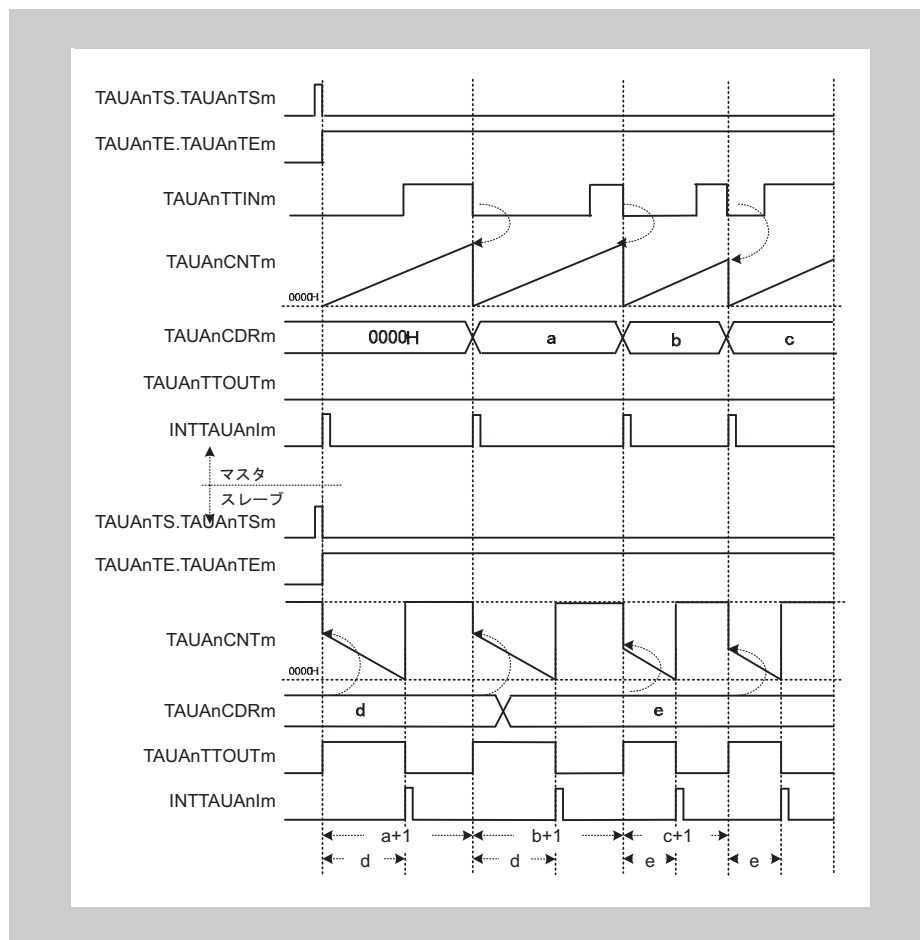 TAUAnTS.TAUAnTSm
TAUAnTE.TAUAnTEm
TAUAnTTINm
TAUAnCNTm
0000H
TAUAnCDRm
0000H a b c
TAUAnTTOUTm
INTTAUAnIm
マスタ
スレーブ
TAUAnTS.TAUAnTSm
TAUAnTE.TAUAnTEm
TAUAnCNTm
0000H
TAUAnCDRm
d e
TAUAnTTOUTm
INTTAUAnIm
a+1 b+1 c+1
d d e e